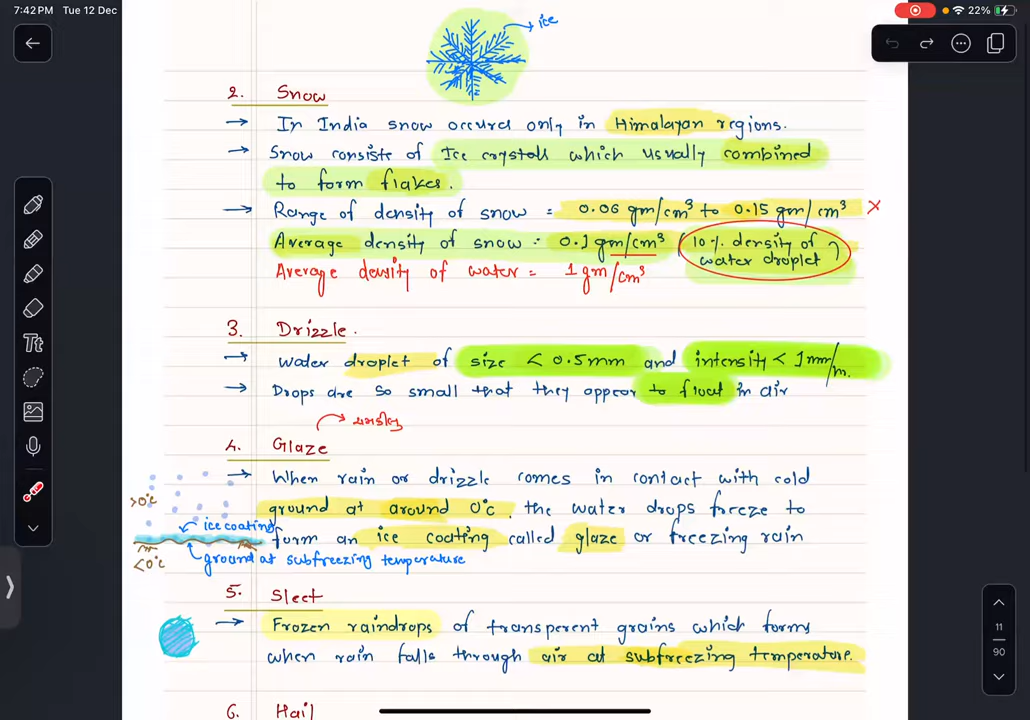 7:42 PM Tue 12 Dec
22%
ice
2. Snow
→ In India snow occures only in Himalayan regions.
→ Snow consists of Ice crystals which usually combined
to form flakes.
→ Range of density of snow = 0.06 gm/cm³ to 0.15 gm/cm³ ×
Average density of snow = 0.1 gm/cm³ (10% density of
water droplet)
Average density of water = 1 gm/cm³
3. Drizzle.
→ Water droplet of size < 0.5mm and intensity < 1mm/m.
→ Drops are so small that they appear to float in air
4. Glaze
→ When rain or drizzle comes in contact with cold
ground at around 0°c, the water drops freeze to
form an ice coating called glaze or freezing rain
>0°c
ice coating
<0°c
ground at subfreezing temperature
5. Sleet
→ Frozen raindrops of transparent grains which forms
when rain falls through air at subfreezing temperature.
6. Hail
Tt
11
90